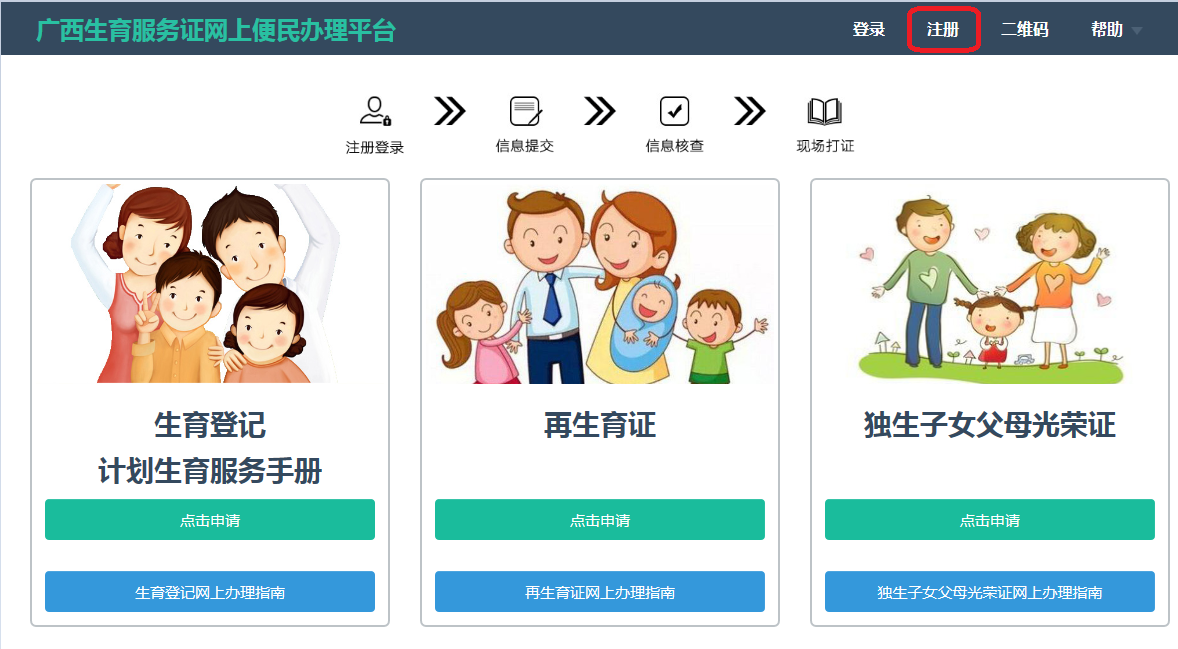 广西生育服务证网上便民办理平台
登录
注册
二维码
帮助
注册登录
信息提交
信息核查
现场打证
生育登记
计划生育服务手册
点击申请
生育登记网上办理指南
再生育证
点击申请
再生育证网上办理指南
独生子女父母光荣证
点击申请
独生子女父母光荣证网上办理指南